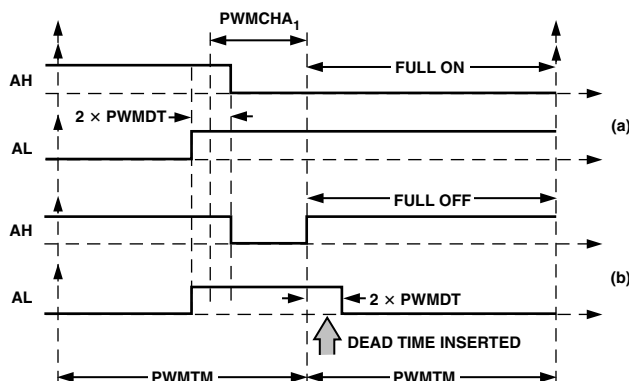 PWMCHA1
FULL ON
AH
2 × PWMDT
(a)
AL
FULL OFF
AH
(b)
AL
2 × PWMDT
DEAD TIME INSERTED
PWMTM
PWMTM